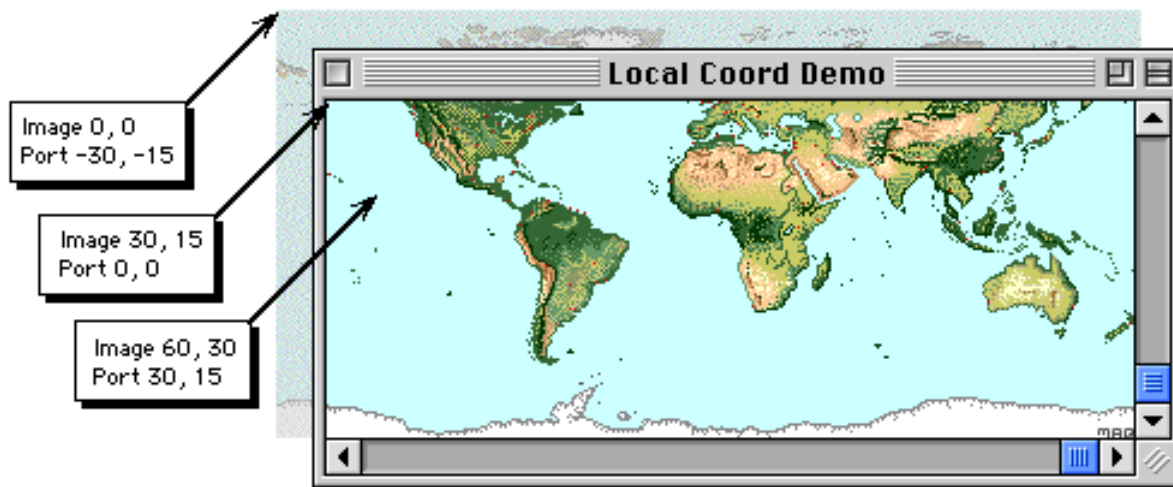 Local Coord Demo
Image 0, 0
Port -30, -15
Image 30, 15
Port 0, 0
Image 60, 30
Port 30, 15